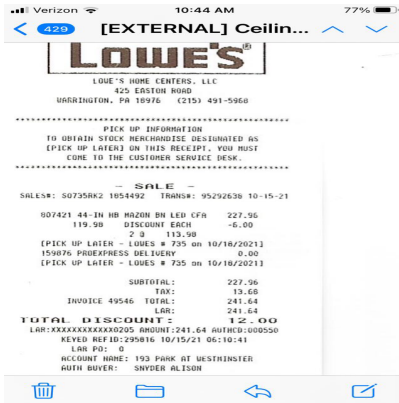 Verizon 10:44 AM 77%
429 [EXTERNAL] Ceilin...
LOWE'S®
LOWE'S HOME CENTERS, LLC
425 EASTON ROAD
WARRINGTON, PA 18976 (215) 491-5960
PICK UP INFORMATION
TO OBTAIN STOCK MERCHANDISE DESIGNATED AS
[PICK UP LATER] ON THIS RECEIPT, YOU MUST
COME TO THE CUSTOMER SERVICE DESK.
- SALE -
SALES#: S0735RK2 1854492 TRANS#: 95292638 10-15-21
807421 44-IN HB MAZON BN LED CFA 227.96
119.98 DISCOUNT EACH -6.00
2 @ 113.98
[PICK UP LATER - LOWES # 735 on 10/18/2021]
159876 PROEXPRESS DELIVERY 0.00
[PICK UP LATER - LOWES # 735 on 10/18/2021]
SUBTOTAL: 227.96
TAX: 13.68
INVOICE 49546 TOTAL: 241.64
LAR: 241.64
TOTAL DISCOUNT: 12.00
LAR:XXXXXXXXXXXX0205 AMOUNT:241.64 AUTHCD:000550
KEYED REFID:295816 10/15/21 06:10:41
LAR PO: 0
ACCOUNT NAME: 193 PARK AT WESTMINSTER
AUTH BUYER: SNYDER ALISON